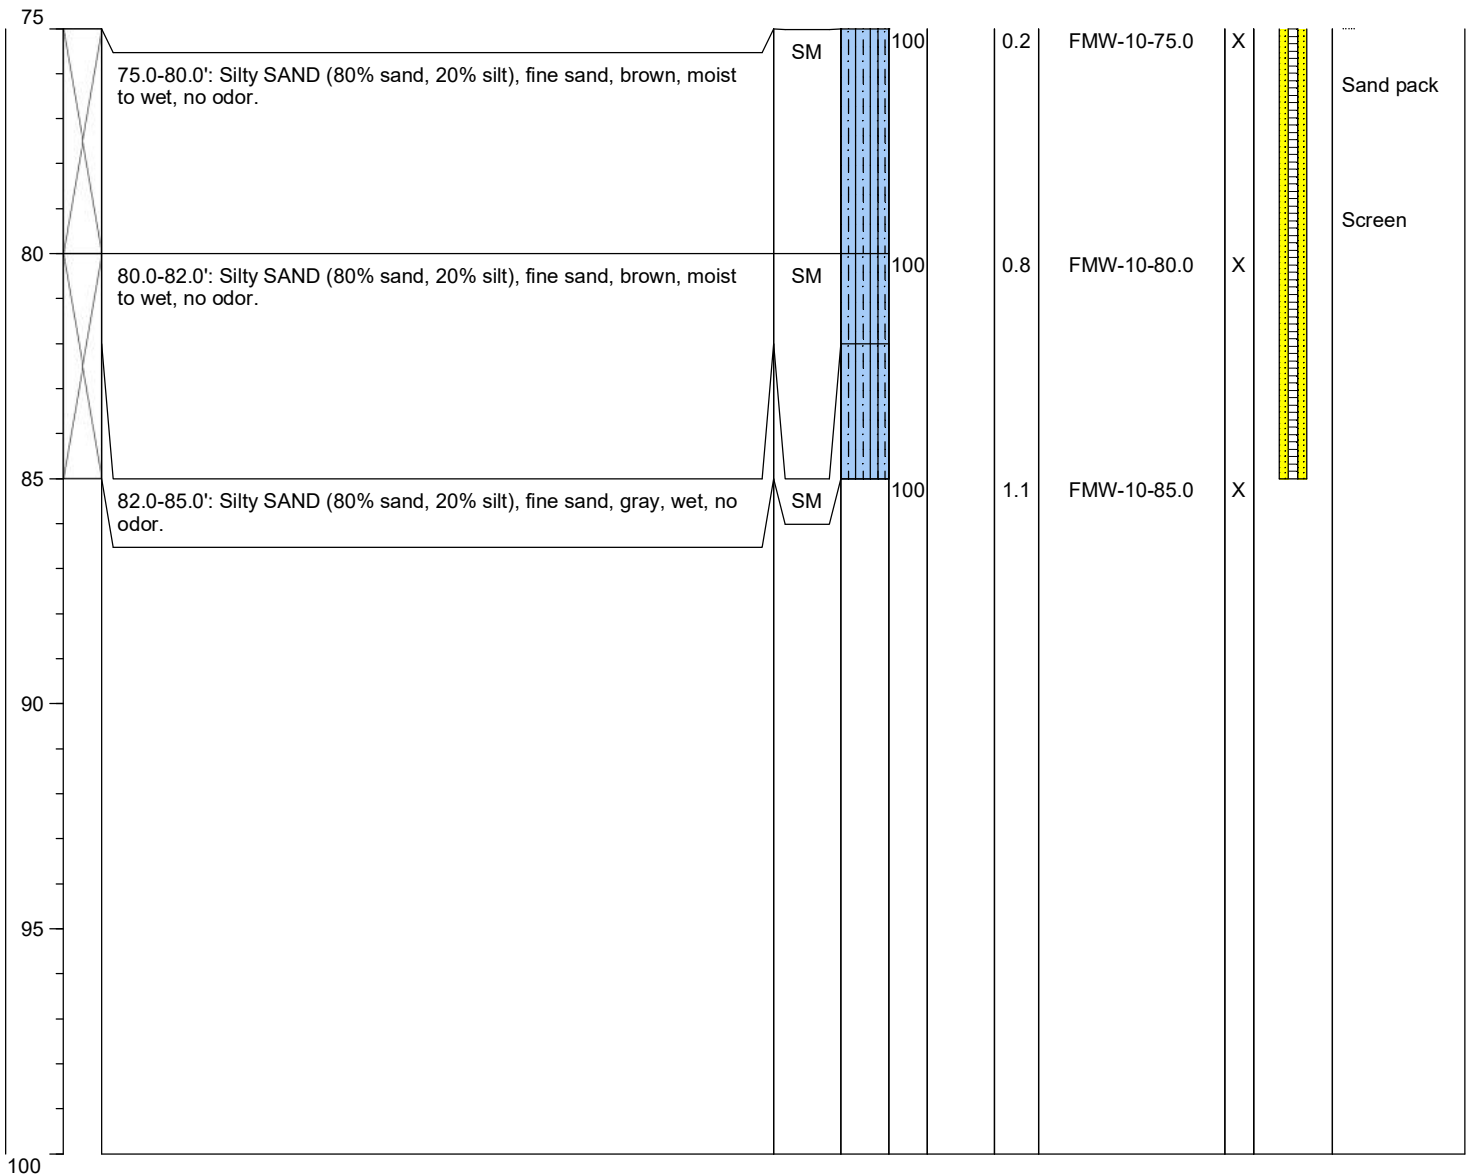 75
SM
100
0.2
FMW-10-75.0
X
75.0-80.0': Silty SAND (80% sand, 20% silt), fine sand, brown, moist
to wet, no odor.
Sand pack
Screen
80
80.0-82.0': Silty SAND (80% sand, 20% silt), fine sand, brown, moist
to wet, no odor.
SM
100
0.8
FMW-10-80.0
X
85
82.0-85.0': Silty SAND (80% sand, 20% silt), fine sand, gray, wet, no
odor.
SM
100
1.1
FMW-10-85.0
X
90
95
100